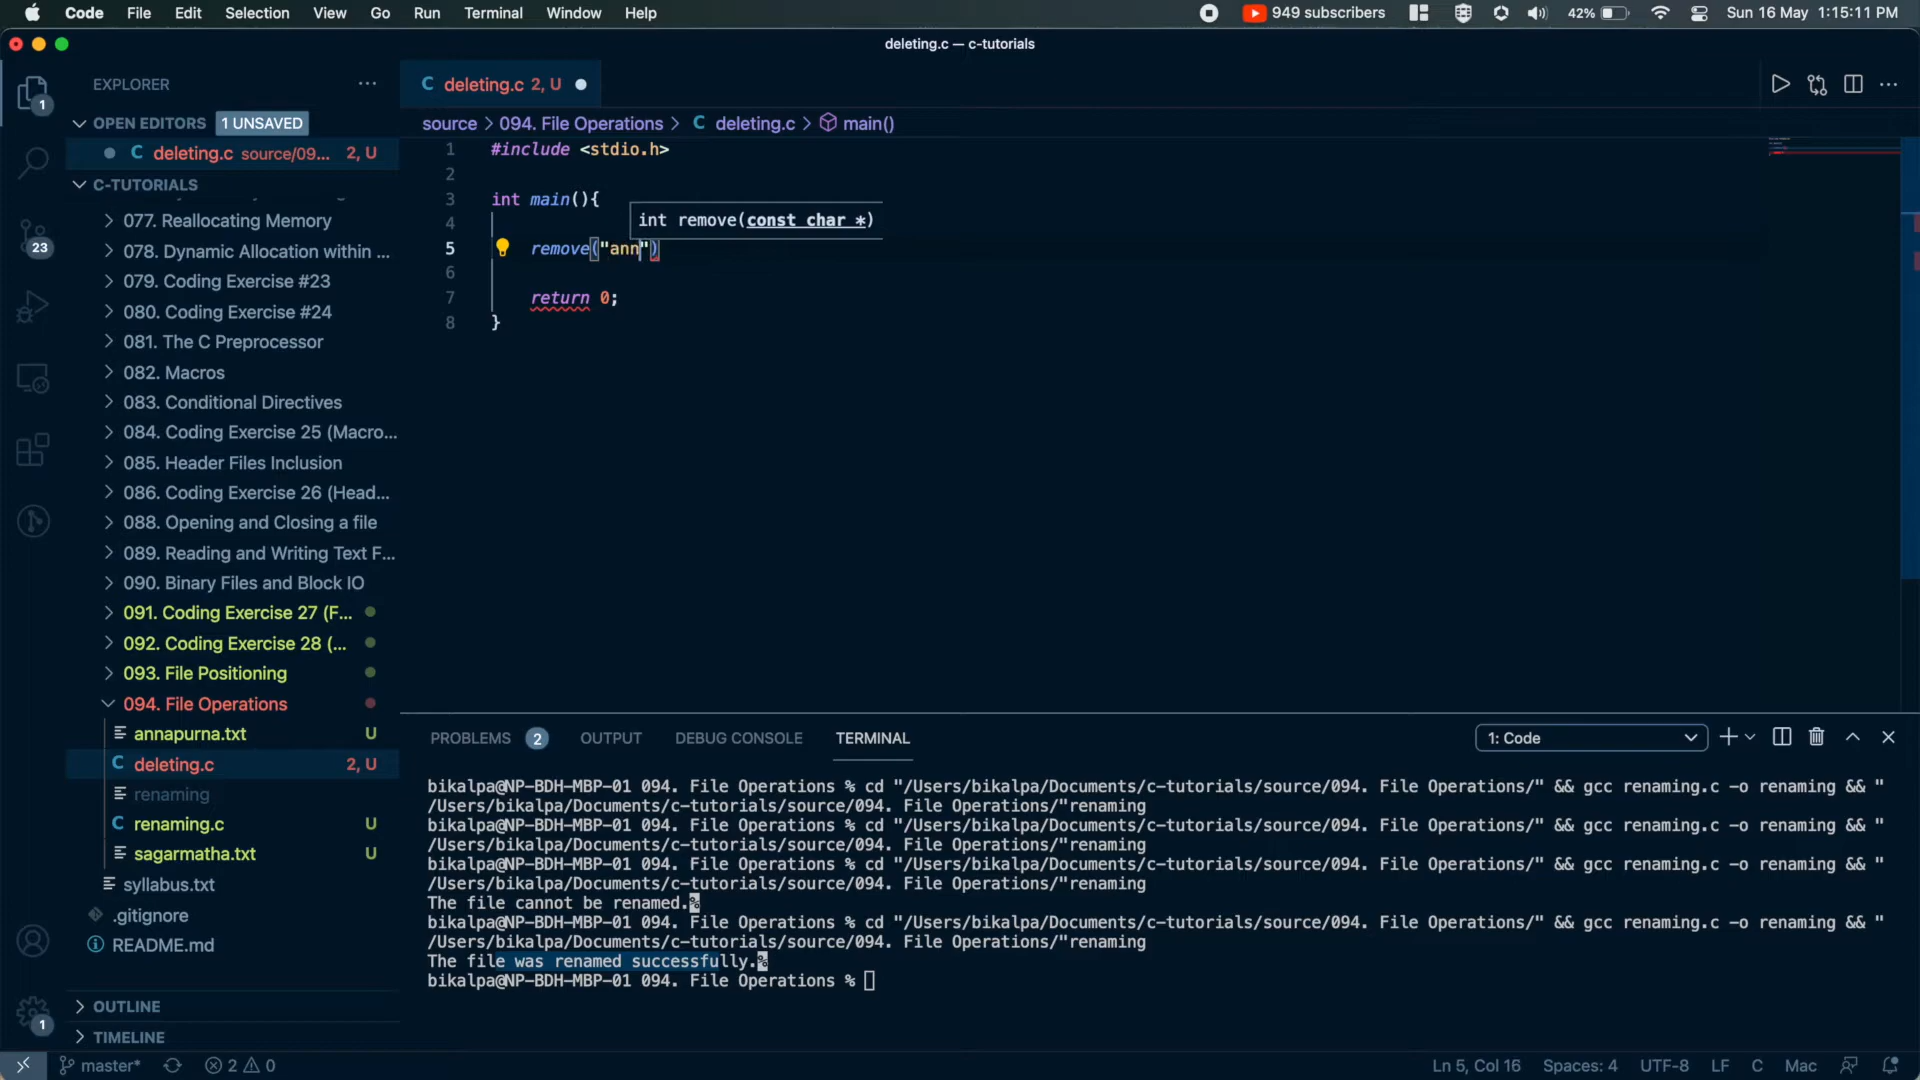 Code File Edit Selection View Go Run Terminal Window Help 949 subscribers 42% Sun 16 May 1:15:11 PM
deleting.c — c-tutorials
EXPLORER
1
OPEN EDITORS 1 UNSAVED
C deleting.c source/09... 2, U
C-TUTORIALS
077. Reallocating Memory
078. Dynamic Allocation within ...
23
079. Coding Exercise #23
080. Coding Exercise #24
081. The C Preprocessor
082. Macros
083. Conditional Directives
084. Coding Exercise 25 (Macro...
085. Header Files Inclusion
086. Coding Exercise 26 (Head...
088. Opening and Closing a file
089. Reading and Writing Text F...
090. Binary Files and Block IO
091. Coding Exercise 27 (F...
092. Coding Exercise 28 (...
093. File Positioning
094. File Operations
annapurna.txt U
C deleting.c 2, U
renaming
C renaming.c U
sagarmatha.txt U
syllabus.txt
.gitignore
README.md
OUTLINE
1
TIMELINE
C deleting.c 2, U
source > 094. File Operations > C deleting.c > main()
1 #include <stdio.h>
2
3 int main(){
4
int remove(const char *)
5 remove("ann")
6
7 return 0;
8 }
PROBLEMS 2 OUTPUT DEBUG CONSOLE TERMINAL 1: Code
bikalpa@NP-BDH-MBP-01 094. File Operations % cd "/Users/bikalpa/Documents/c-tutorials/source/094. File Operations/" && gcc renaming.c -o renaming && "
/Users/bikalpa/Documents/c-tutorials/source/094. File Operations/"renaming
bikalpa@NP-BDH-MBP-01 094. File Operations % cd "/Users/bikalpa/Documents/c-tutorials/source/094. File Operations/" && gcc renaming.c -o renaming && "
/Users/bikalpa/Documents/c-tutorials/source/094. File Operations/"renaming
bikalpa@NP-BDH-MBP-01 094. File Operations % cd "/Users/bikalpa/Documents/c-tutorials/source/094. File Operations/" && gcc renaming.c -o renaming && "
/Users/bikalpa/Documents/c-tutorials/source/094. File Operations/"renaming
The file cannot be renamed.%
bikalpa@NP-BDH-MBP-01 094. File Operations % cd "/Users/bikalpa/Documents/c-tutorials/source/094. File Operations/" && gcc renaming.c -o renaming && "
/Users/bikalpa/Documents/c-tutorials/source/094. File Operations/"renaming
The file was renamed successfully.%
bikalpa@NP-BDH-MBP-01 094. File Operations %
master* 2 0 Ln 5, Col 16 Spaces: 4 UTF-8 LF C Mac